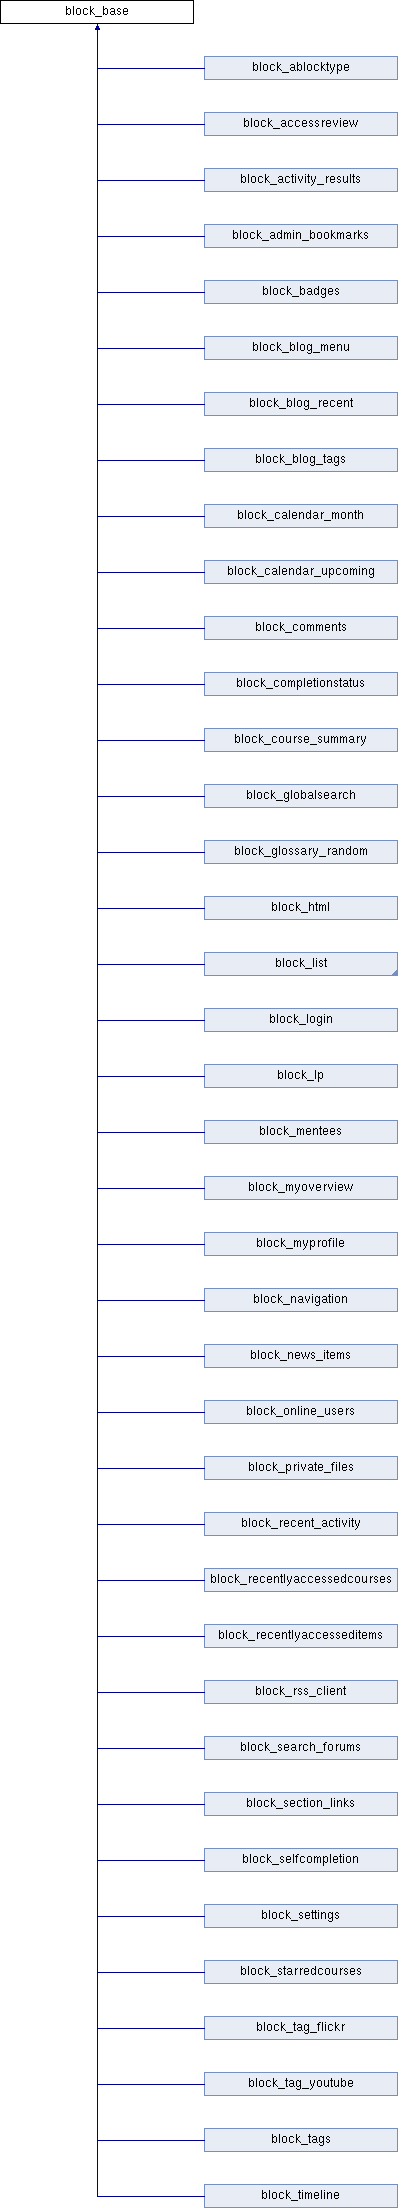 block_base
block_ablocktype
block_accessreview
block_activity_results
block_admin_bookmarks
block_badges
block_blog_menu
block_blog_recent
block_blog_tags
block_calendar_month
block_calendar_upcoming
block_comments
block_completionstatus
block_course_summary
block_globalsearch
block_glossary_random
block_html
block_list
block_login
block_lp
block_mentees
block_myoverview
block_myprofile
block_navigation
block_news_items
block_online_users
block_private_files
block_recent_activity
block_recentlyaccessedcourses
block_recentlyaccesseditems
block_rss_client
block_search_forums
block_section_links
block_selfcompletion
block_settings
block_starredcourses
block_tag_flickr
block_tag_youtube
block_tags
block_timeline